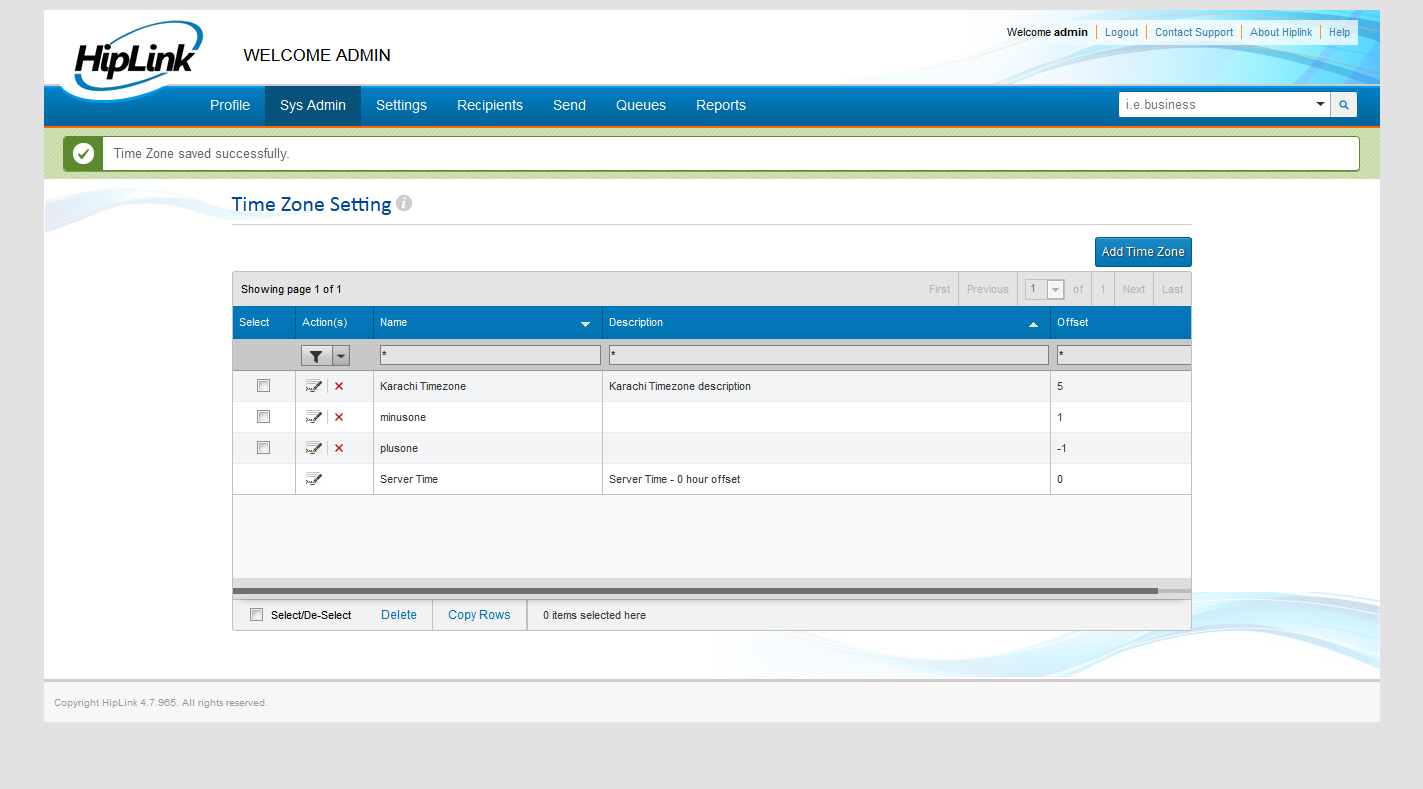 HipLink
WELCOME ADMIN
Welcome admin Logout Contact Support About Hiplink Help
Profile Sys Admin Settings Recipients Send Queues Reports i.e.business
Time Zone saved successfully.
Time Zone Setting i
Add Time Zone
Showing page 1 of 1 First Previous 1 of 1 Next Last
Select Action(s) Name Description Offset
* * *
Karachi Timezone Karachi Timezone description 5
minusone 1
plusone -1
Server Time Server Time - 0 hour offset 0
Select/De-Select Delete Copy Rows 0 items selected here
Copyright HipLink 4.7.965. All rights reserved.